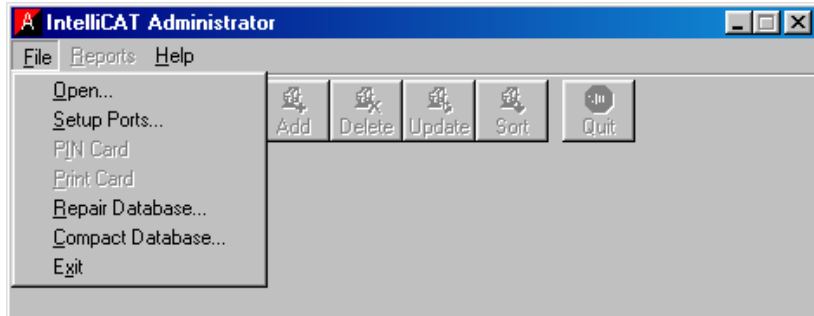 A IntelliCAT Administrator
File Reports Help
Open...
Setup Ports...
PIN Card
Print Card
Repair Database...
Compact Database...
Exit
Add Delete Update Sort Quit